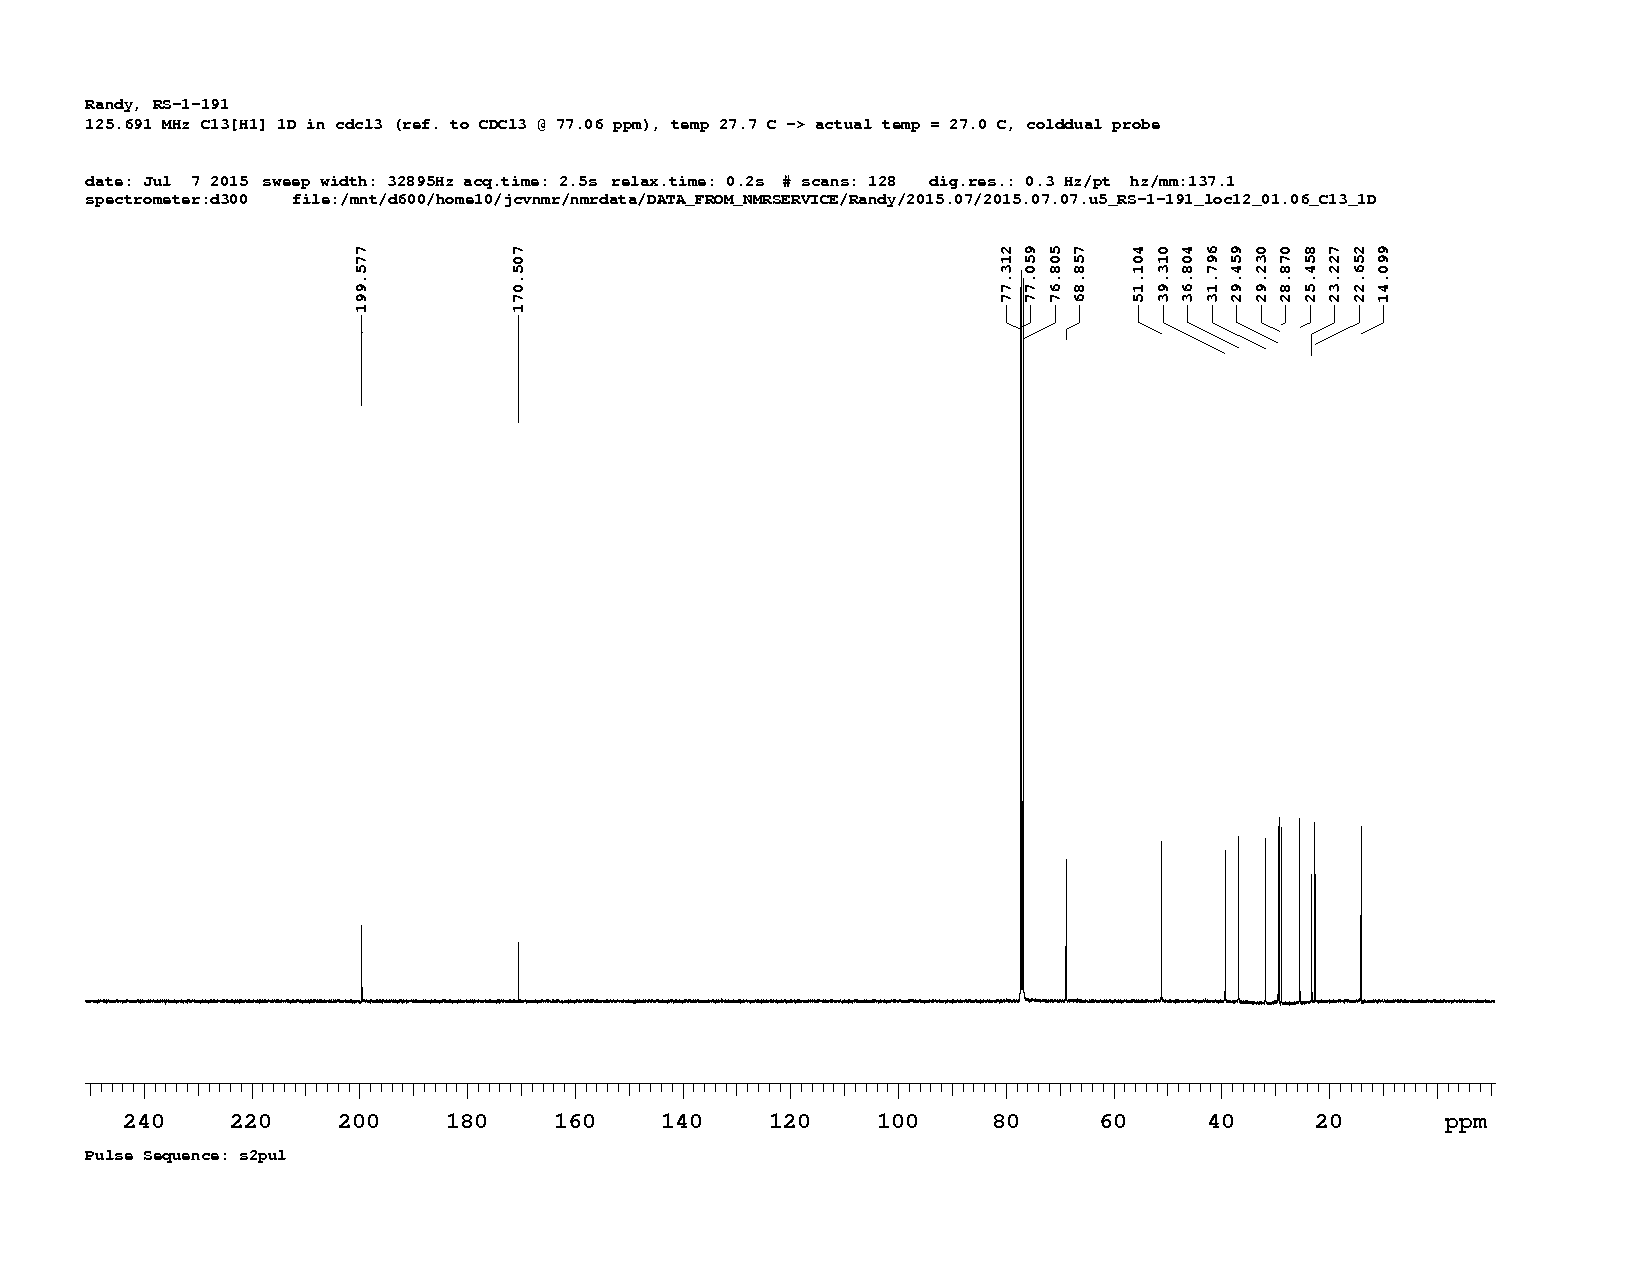 Randy, RS-1-191
125.691 MHz C13[H1] 1D in cdcl3 (ref. to CDCl3 @ 77.06 ppm), temp 27.7 C -> actual temp = 27.0 C, colddual probe
date: Jul  7 2015 sweep width: 32895Hz acq.time: 2.5s relax.time: 0.2s  # scans: 128   dig.res.: 0.3 Hz/pt  hz/mm:137.1
spectrometer:d300     file:/mnt/d600/home10/jcvnmr/nmrdata/DATA_FROM_NMRSERVICE/Randy/2015.07/2015.07.07.u5_RS-1-191_loc12_01.06_C13_1D
199.577
170.507
77.312
77.059
76.805
68.857
51.104
39.310
36.804
31.796
29.459
29.230
28.870
25.458
23.227
22.652
14.099
240 220 200 180 160 140 120 100 80 60 40 20 ppm
Pulse Sequence: s2pul